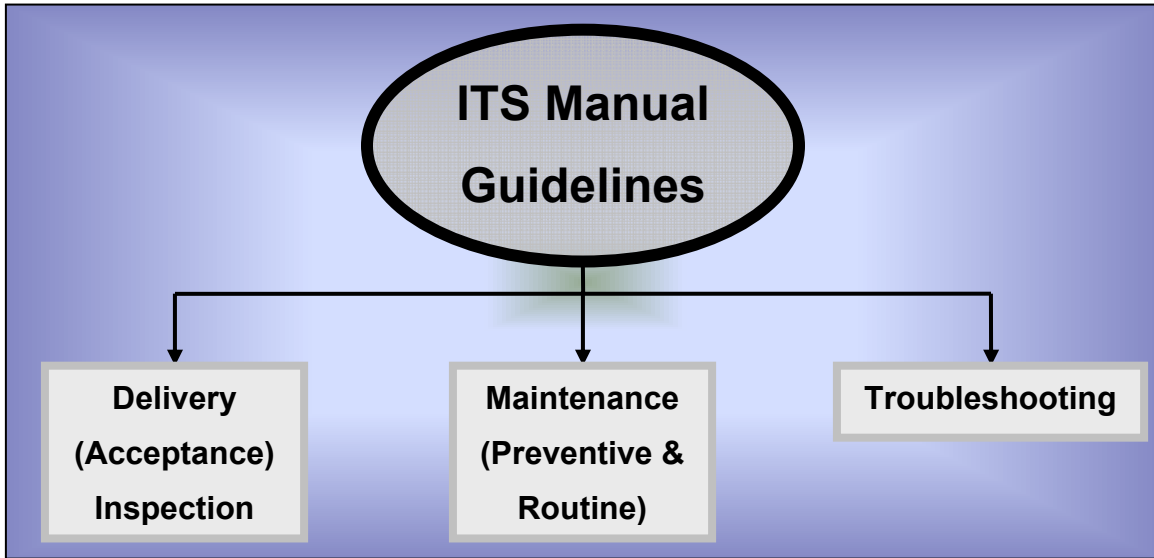 ITS Manual
Guidelines
Delivery
(Acceptance)
Inspection
Maintenance
(Preventive &
Routine)
Troubleshooting